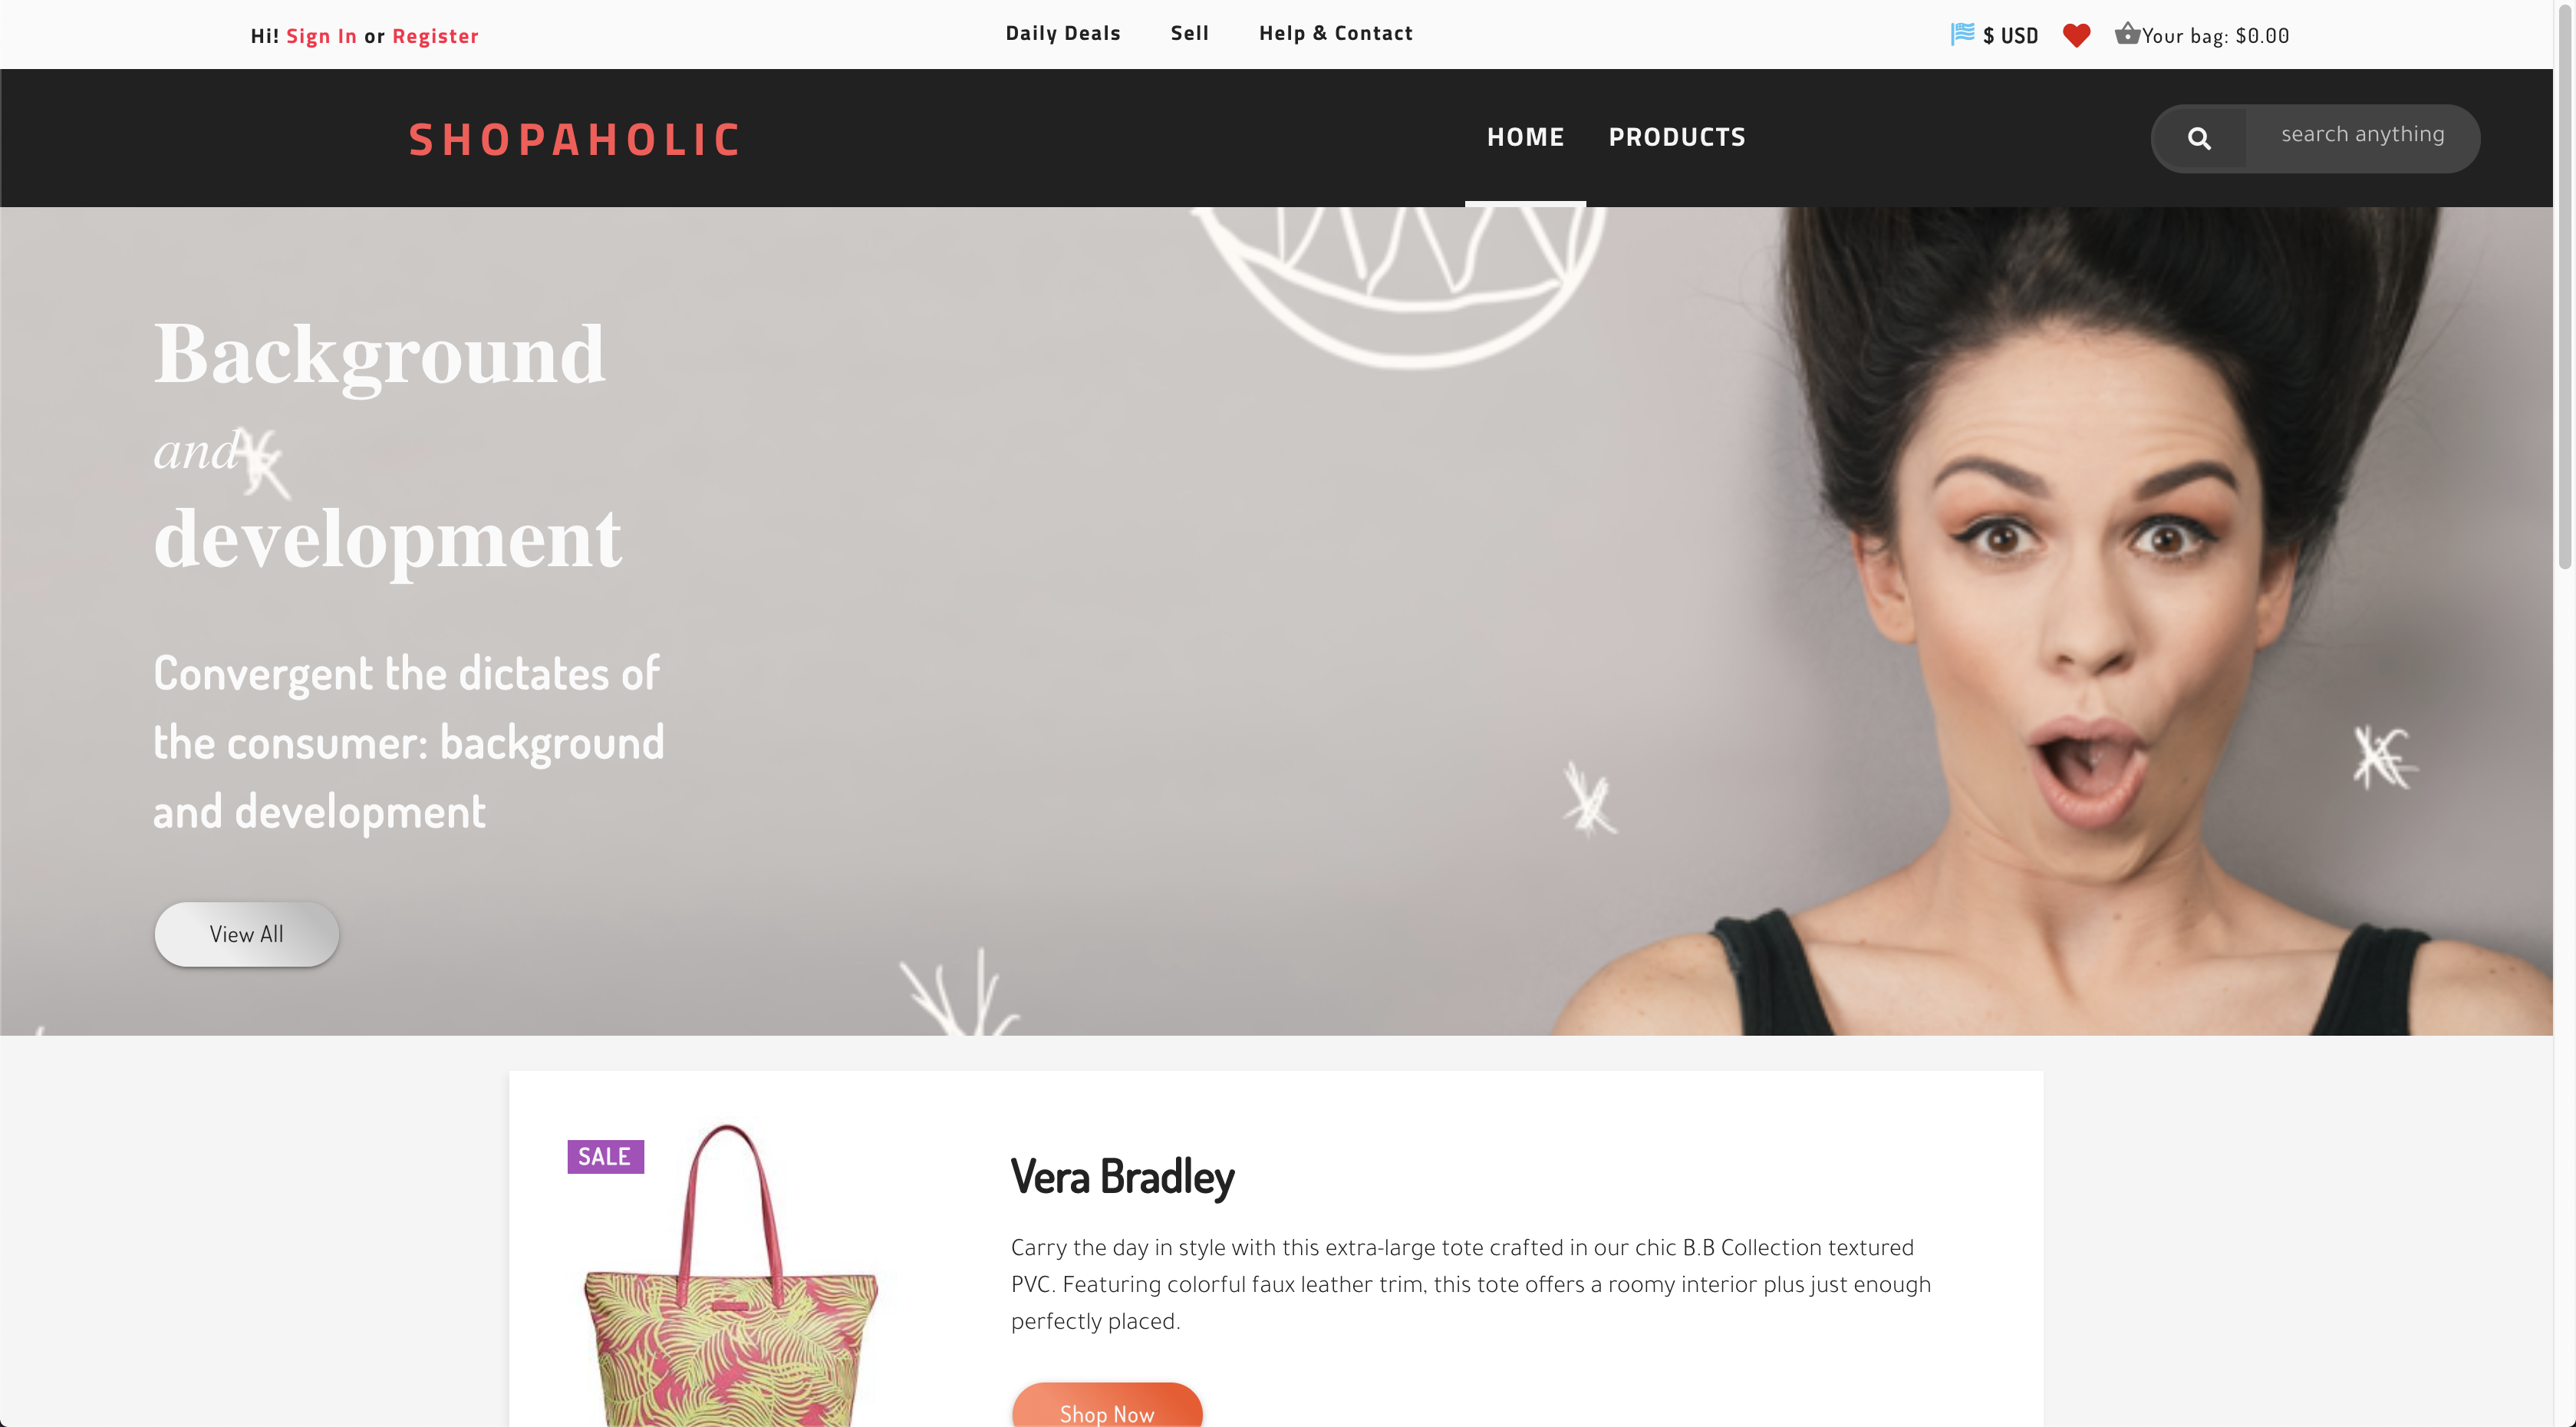 Hi! Sign In or Register
Daily Deals
Sell
Help & Contact
$ USD
Your bag: $0.00
SHOPAHOLIC
HOME
PRODUCTS
search anything
Background
and
development
Convergent the dictates of
the consumer: background
and development
View All
SALE
Vera Bradley
Carry the day in style with this extra-large tote crafted in our chic B.B Collection textured
PVC. Featuring colorful faux leather trim, this tote offers a roomy interior plus just enough
perfectly placed.
Shop Now